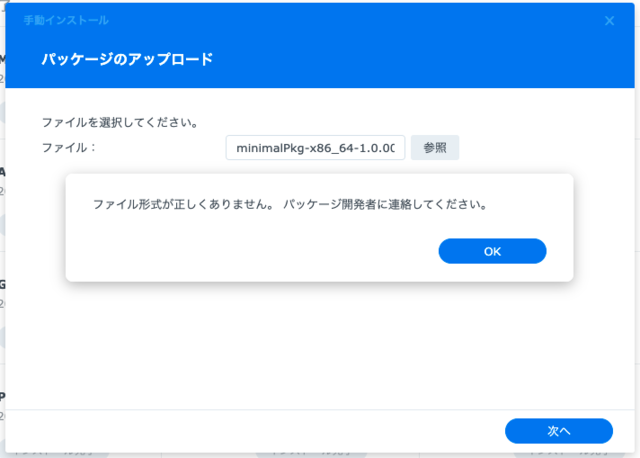 手動インストール
パッケージのアップロード
ファイルを選択してください。
ファイル：
minimalPkg-x86_64-1.0.00
参照
ファイル形式が正しくありません。 パッケージ開発者に連絡してください。
OK
次へ